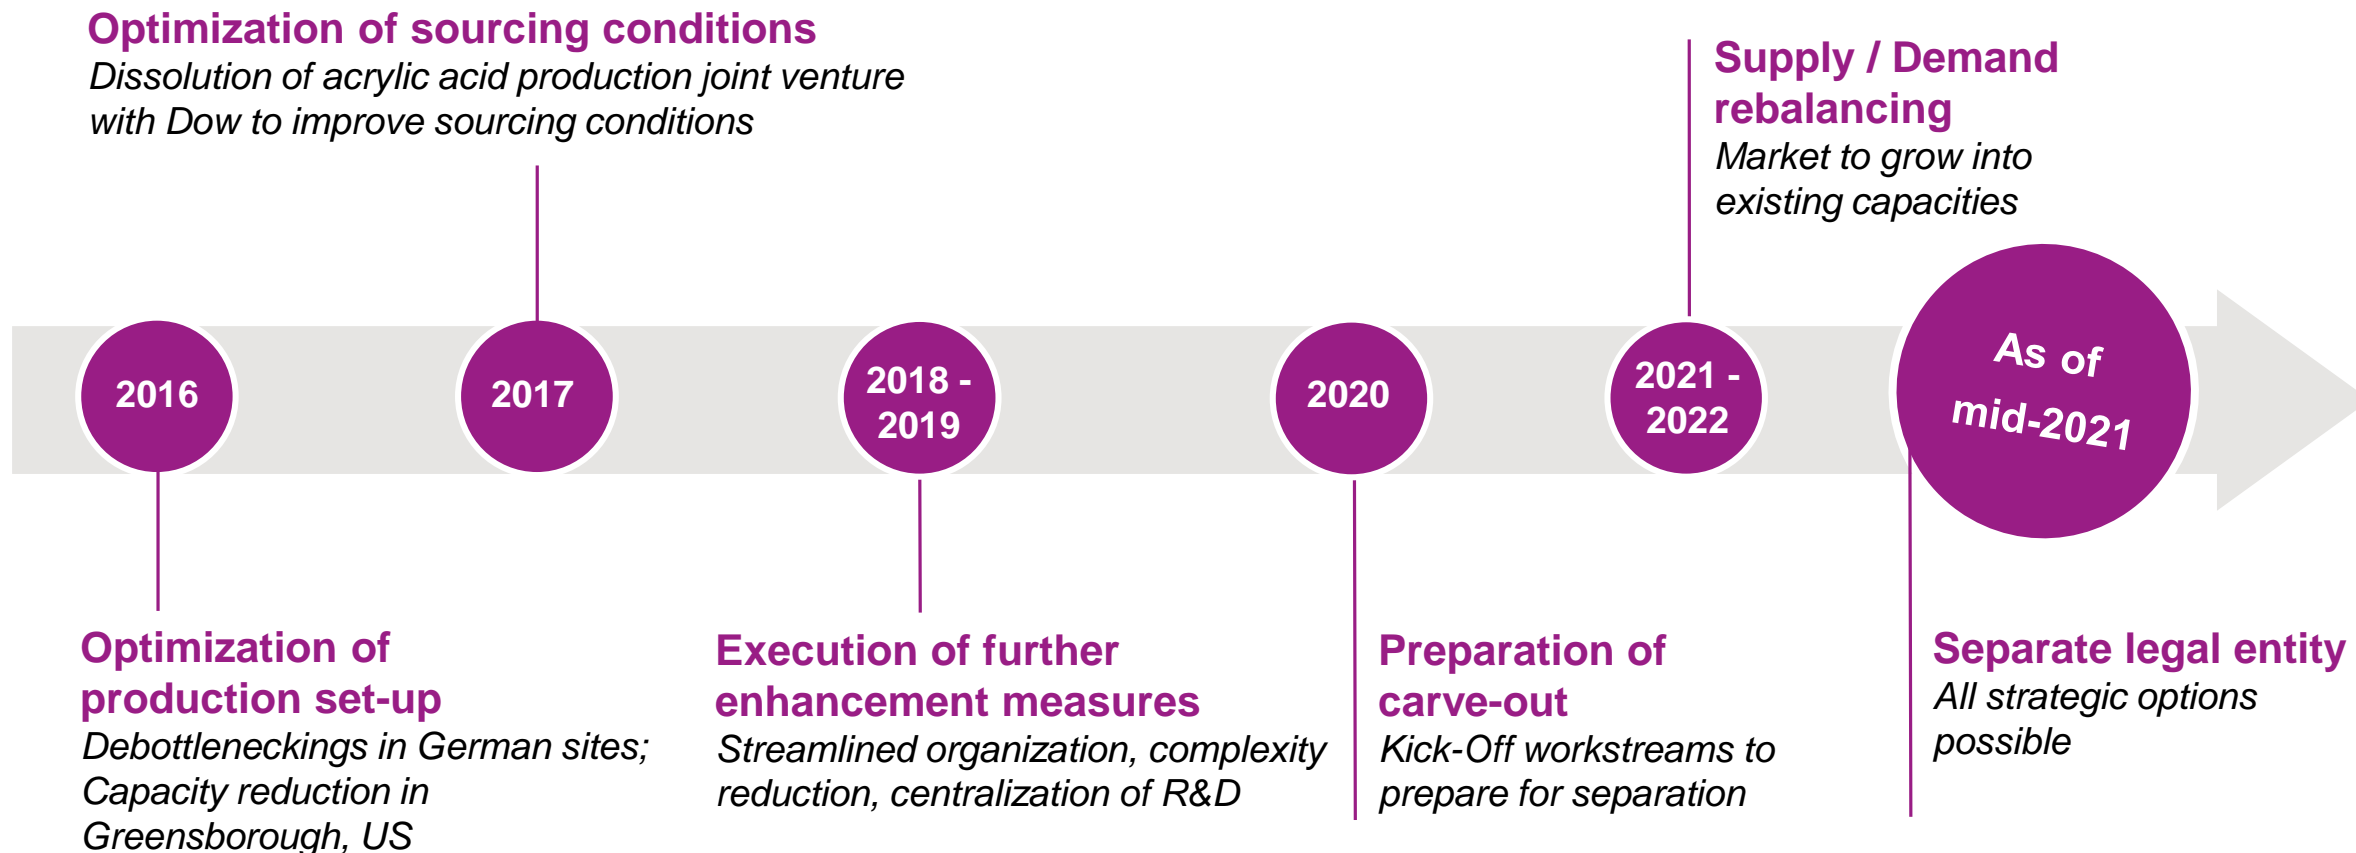 Optimization of sourcing conditions
Dissolution of acrylic acid production joint venture
with Dow to improve sourcing conditions
Supply / Demand
rebalancing
Market to grow into
existing capacities
2016
2017
2018 -
2019
2020
2021 -
2022
As of
mid-2021
Optimization of
production set-up
Debottleneckings in German sites;
Capacity reduction in
Greensborough, US
Execution of further
enhancement measures
Streamlined organization, complexity
reduction, centralization of R&D
Preparation of
carve-out
Kick-Off workstreams to
prepare for separation
Separate legal entity
All strategic options
possible